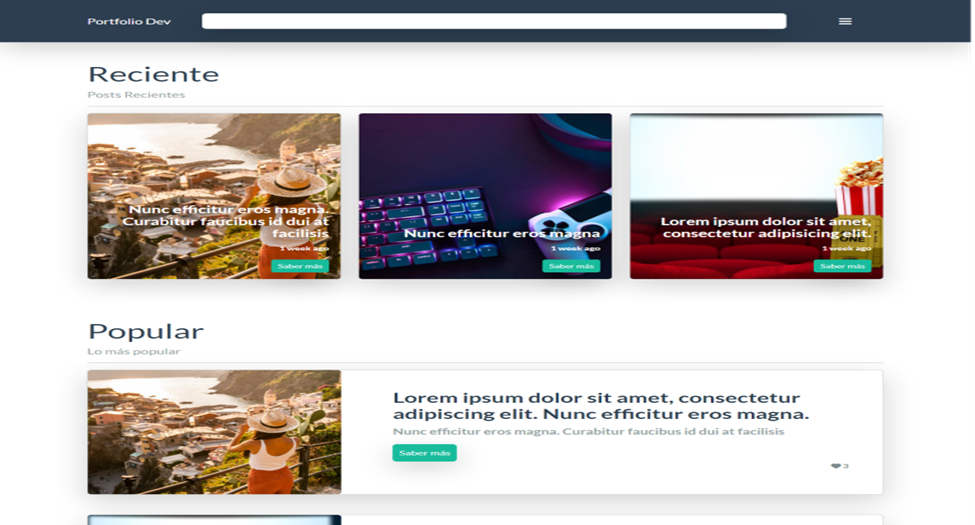 Portfolio Dev
Reciente
Posts Recientes
Nunc efficitur eros magna.
Curabitur faucibus id dui at
facilisis
1 week ago
Saber más
Nunc efficitur eros magna
1 week ago
Saber más
Lorem ipsum dolor sit amet,
consectetur adipisicing elit.
ONE
1 week ago
Saber más
Popular
Lo más popular
Lorem ipsum dolor sit amet, consectetur
adipiscing elit. Nunc efficitur eros magna.
Nunc efficitur eros magna. Curabitur faucibus id dui at facilisis
Saber más
3